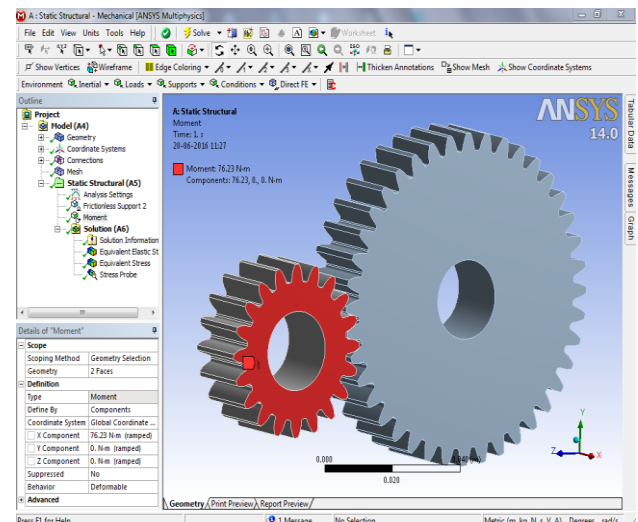 A : Static Structural - Mechanical [ANSYS Multiphysics]
File Edit View Units Tools Help Solve Worksheet
Show Vertices Wireframe Edge Coloring Thicken Annotations Show Mesh Show Coordinate Systems
Environment Inertial Loads Supports Conditions Direct FE
Outline
Project
Model (A4)
Geometry
Coordinate Systems
Connections
Mesh
Static Structural (A5)
Analysis Settings
Frictionless Support 2
Moment
Solution (A6)
Solution Information
Equivalent Elastic St
Equivalent Stress
Stress Probe
Details of "Moment"
Scope
Scoping Method Geometry Selection
Geometry 2 Faces
Definition
Type Moment
Define By Components
Coordinate System Global Coordinate ...
X Component 76.23 N·m (ramped)
Y Component 0. N·m (ramped)
Z Component 0. N·m (ramped)
Suppressed No
Behavior Deformable
Advanced
A: Static Structural
Moment
Time: 1. s
20-06-2016 11:27
Moment: 76.23 N·m
Components: 76.23, 0., 0. N·m
ANSYS
14.0
0.000
0.020
Y
Z
X
Geometry Print Preview Report Preview
Tabular Data
Messages
Graph
Press F1 for Help 1 Message No Selection Metric (m, kg, N, s, V, A) Degrees rad/s